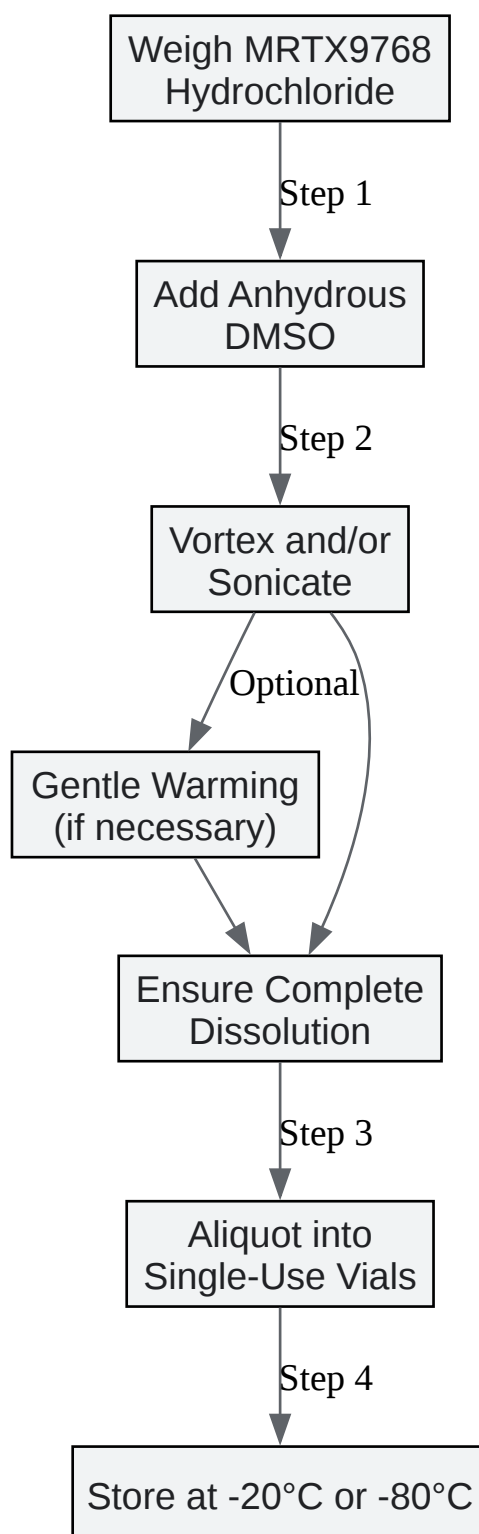 Weigh MRTX9768
Hydrochloride
Step 1
Add Anhydrous
DMSO
Step 2
Vortex and/or
Sonicate
Optional
Gentle Warming
(if necessary)
Ensure Complete
Dissolution
Step 3
Aliquot into
Single-Use Vials
Step 4
Store at -20°C or -80°C